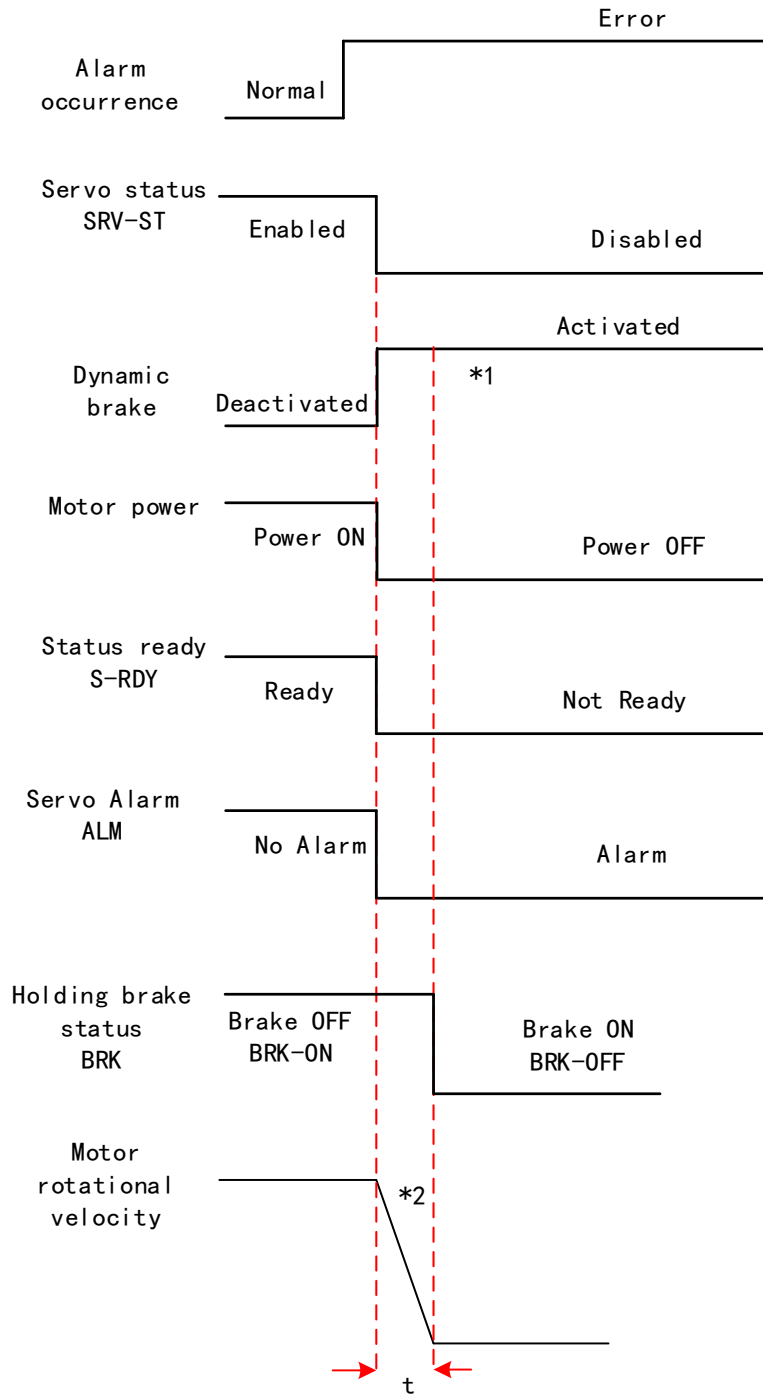 Error
Alarm
occurrence
Normal
Servo status
SRV-ST
Enabled
Disabled
Activated
Dynamic
brake
Deactivated
*1
Motor power
Power ON
Power OFF
Status ready
S-RDY
Ready
Not Ready
Servo Alarm
ALM
No Alarm
Alarm
Holding brake
status
BRK
Brake OFF
BRK-ON
Brake ON
BRK-OFF
Motor
rotational
velocity
*2
t